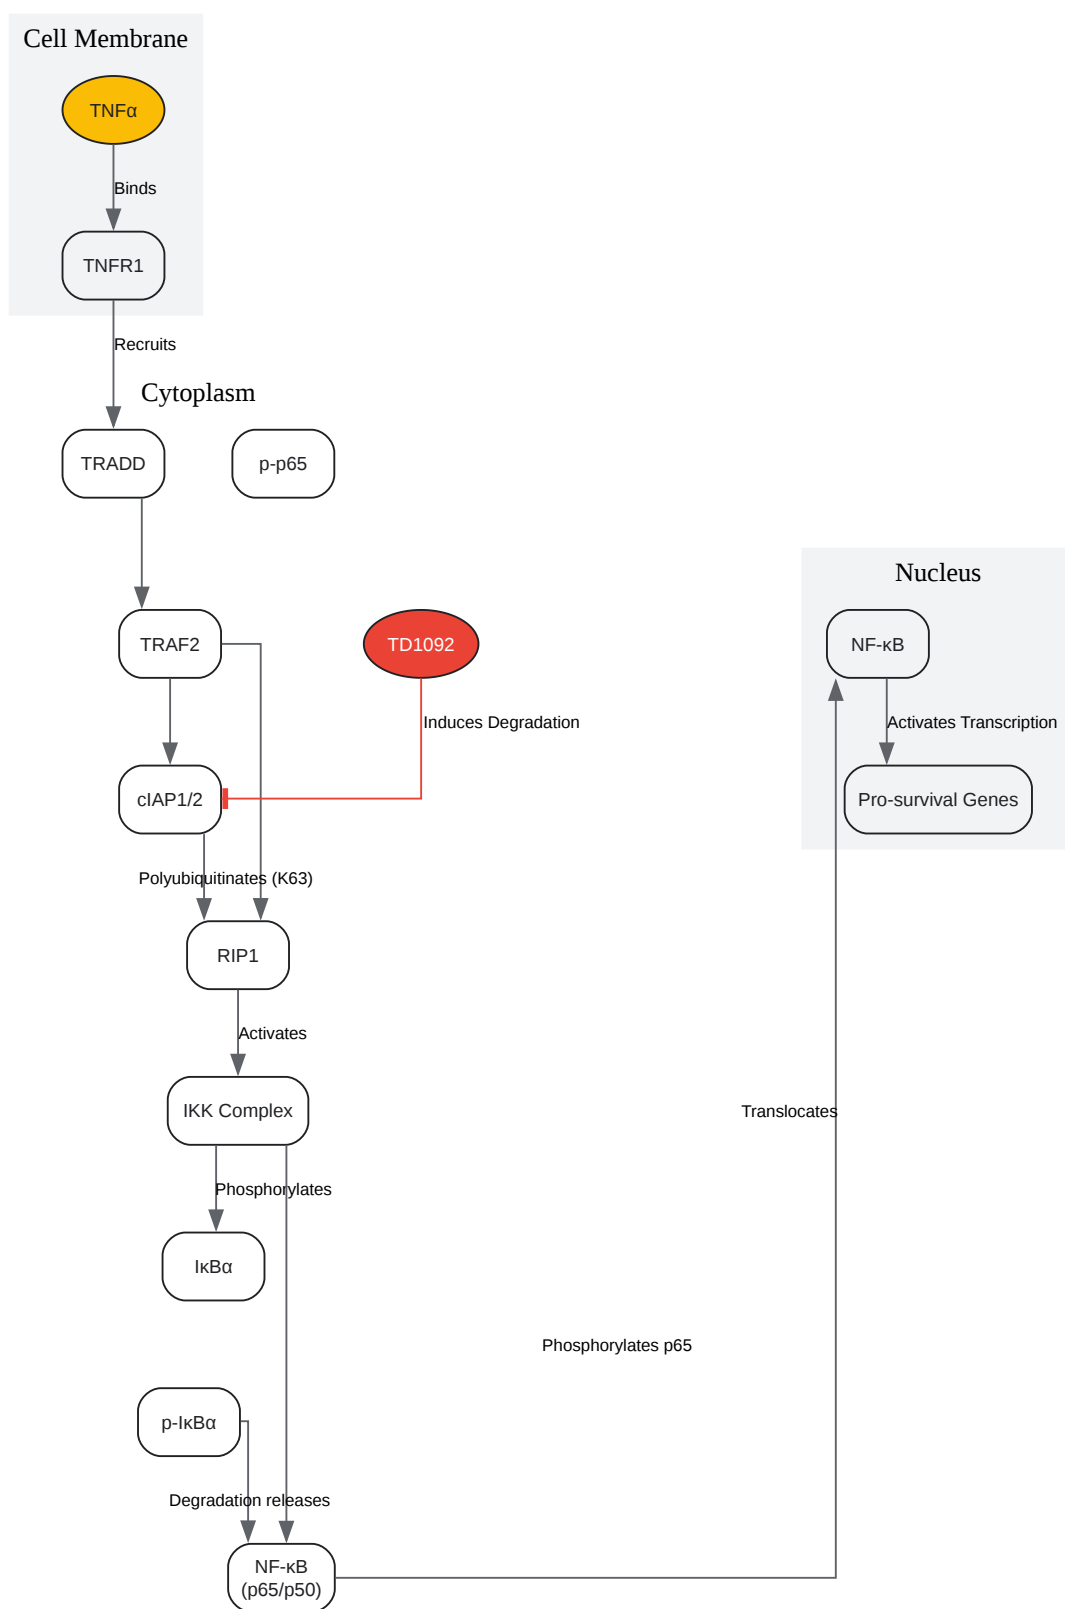 Cell Membrane
TNFα
Binds
TNFR1
Recruits
Cytoplasm
TRADD
p-p65
Nucleus
TRAF2
TD1092
NF-κB
Induces Degradation
Activates Transcription
cIAP1/2
Pro-survival Genes
Polyubiquitinates (K63)
RIP1
Activates
IKK Complex
Translocates
Phosphorylates
IκBα
Phosphorylates p65
p-IκBα
Degradation releases
NF-κB
(p65/p50)